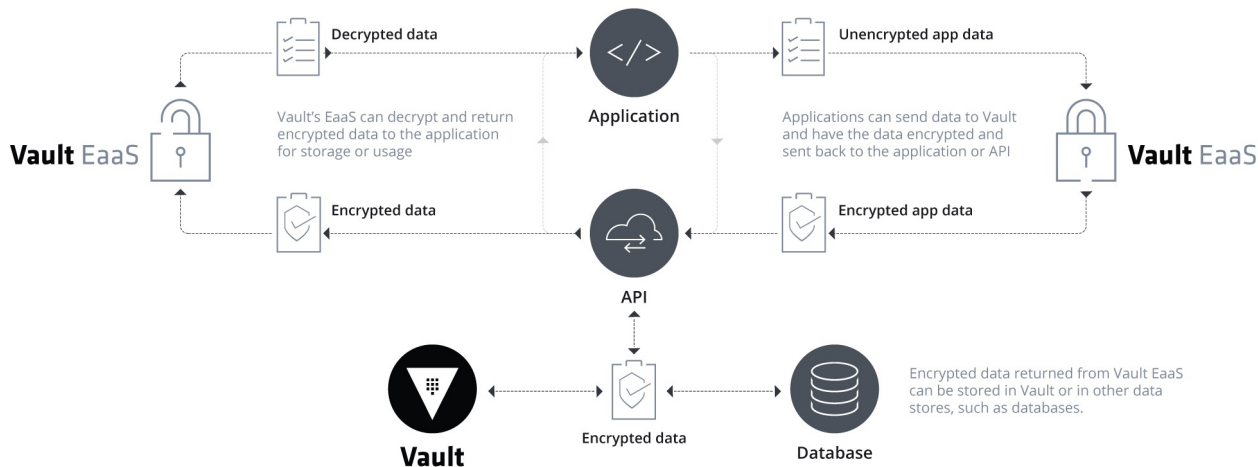 Decrypted data
Unencrypted app data
</>
Application
Vault's EaaS can decrypt and return
encrypted data to the application
for storage or usage
Applications can send data to Vault
and have the data encrypted and
sent back to the application or API
Vault EaaS
Vault EaaS
Encrypted data
Encrypted app data
API
Encrypted data returned from Vault EaaS
can be stored in Vault or in other data
stores, such as databases.
Encrypted data
Vault
Database